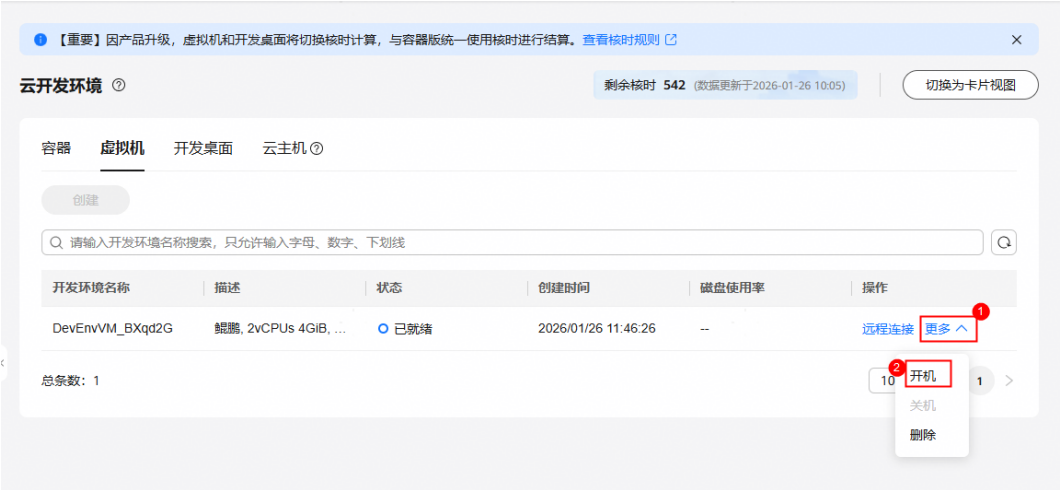 【重要】因产品升级，虚拟机和开发桌面将切换核时计算，与容器版统一使用核时进行结算。查看核时规则
云开发环境 剩余核时 542 (数据更新于2026-01-26 10:05) 切换为卡片视图
容器 虚拟机 开发桌面 云主机
创建
请输入开发环境名称搜索，只允许输入字母、数字、下划线
开发环境名称 描述 状态 创建时间 磁盘使用率 操作
DevEnvVM_BXqd2G 鲲鹏, 2vCPUs 4GiB, ... 已就绪 2026/01/26 11:46:26 -- 远程连接 更多 1
总条数：1 10 1
2 开机
关机
删除